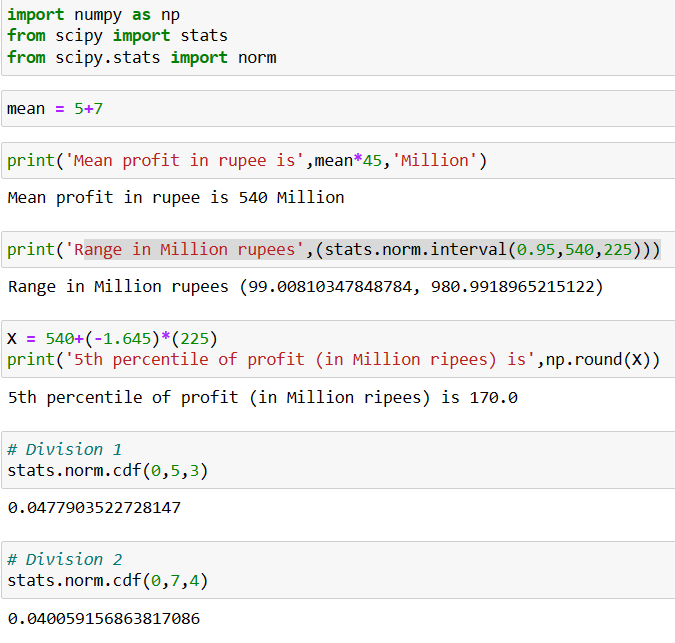 import numpy as np
from scipy import stats
from scipy.stats import norm
mean = 5+7
print('Mean profit in rupee is',mean*45,'Million')
Mean profit in rupee is 540 Million
print('Range in Million rupees',(stats.norm.interval(0.95,540,225)))
Range in Million rupees (99.00810347848784, 980.9918965215122)
X = 540+(-1.645)*(225)
print('5th percentile of profit (in Million ripees) is',np.round(X))
5th percentile of profit (in Million ripees) is 170.0
# Division 1
stats.norm.cdf(0,5,3)
0.0477903522728147
# Division 2
stats.norm.cdf(0,7,4)
0.040059156863817086